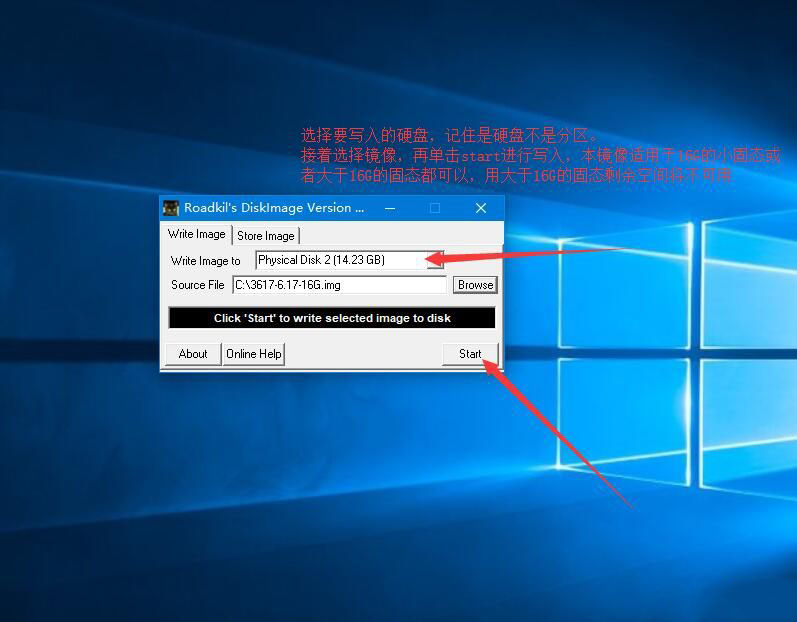 选择要写入的硬盘，记住是硬盘不是分区。
接着选择镜像，再单击start进行写入，本镜像适用于16G的小固态或
者大于16G的固态都可以，用大于16G的固态剩余空间将不可用
Roadkil's DiskImage Version ...
Write Image Store Image
Write Image to Physical Disk 2 (14.23 GB)
Source File C:\3617-6.17-16G.img Browse
Click 'Start' to write selected image to disk
About Online Help Start